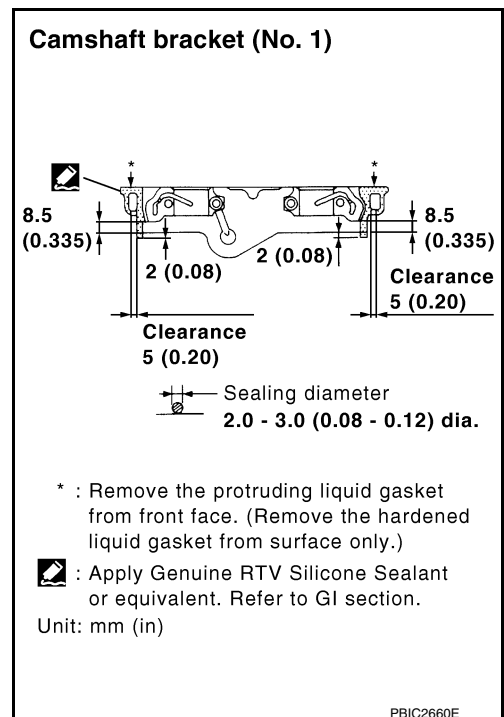 Camshaft bracket (No. 1)
* *
8.5
(0.335)
2 (0.08)
2 (0.08)
8.5
(0.335)
Clearance
5 (0.20)
Clearance
5 (0.20)
Sealing diameter
2.0 - 3.0 (0.08 - 0.12) dia.
* : Remove the protruding liquid gasket
from front face. (Remove the hardened
liquid gasket from surface only.)
: Apply Genuine RTV Silicone Sealant
or equivalent. Refer to GI section.
Unit: mm (in)
PBIC2660E